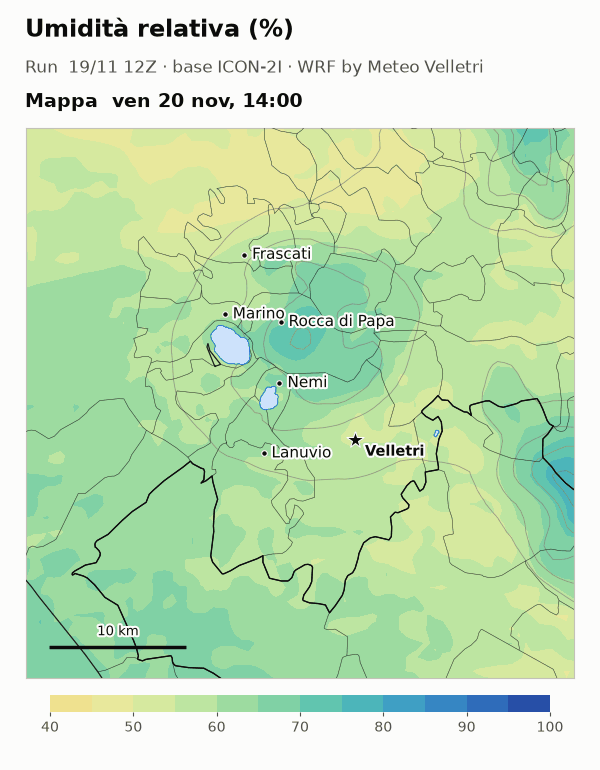 Umidità relativa (%)
Run  19/11 12Z · base ICON-2I · WRF by Meteo Velletri
Mappa  ven 20 nov, 14:00
Frascati
Marino
Rocca di Papa
Nemi
Velletri
Lanuvio
10 km
40 50 60 70 80 90 100